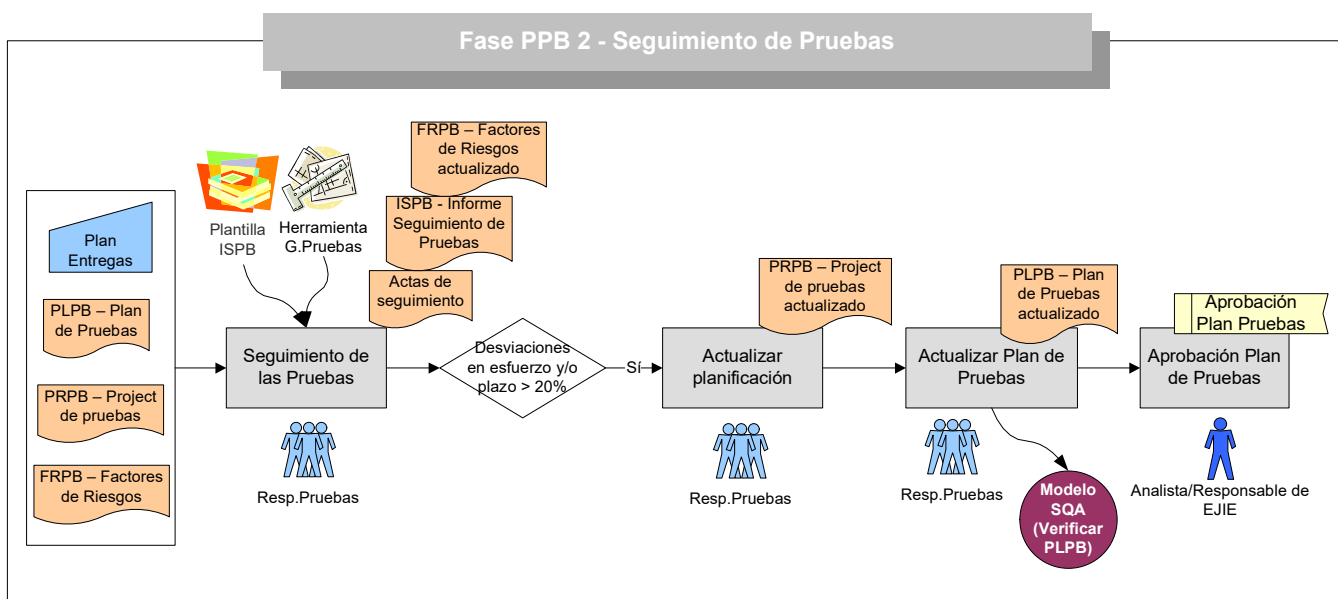 Fase PPB 2 - Seguimiento de Pruebas
Plan
Entregas
PLPB – Plan
de Pruebas
PRPB – Project
de pruebas
FRPB – Factores
de Riesgos
Plantilla
ISPB
Herramienta
G.Pruebas
FRPB – Factores
de Riesgos
actualizado
ISPB - Informe
Seguimiento de
Pruebas
Actas de
seguimiento
Seguimiento de
las Pruebas
Resp.Pruebas
Desviaciones
en esfuerzo y/o
plazo > 20%
Sí
PRPB – Project
de pruebas
actualizado
Actualizar
planificación
Resp.Pruebas
PLPB – Plan
de Pruebas
actualizado
Actualizar Plan de
Pruebas
Resp.Pruebas
Modelo
SQA
(Verificar
PLPB)
Aprobación
Plan Pruebas
Aprobación Plan
de Pruebas
Analista/Responsable de
EJIE